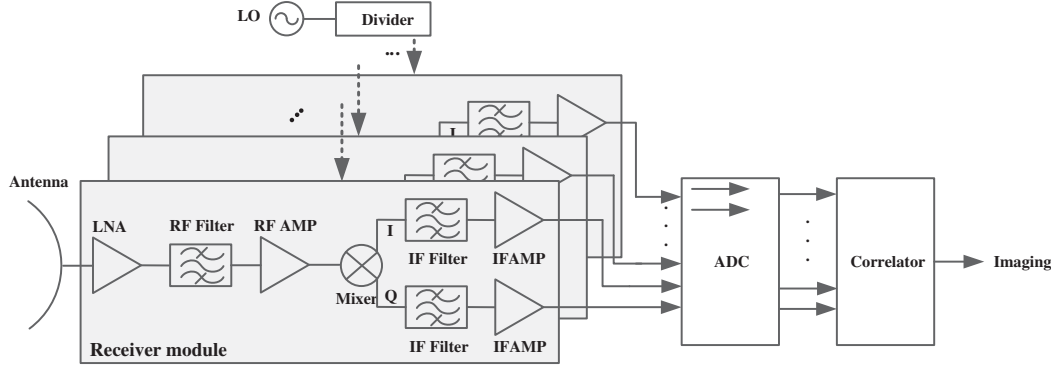 LO
Divider
...
...
I
Antenna
LNA
RF Filter
RF AMP
I
IF Filter
IFAMP
Mixer
Q
IF Filter
IFAMP
Receiver module
ADC
Correlator
Imaging